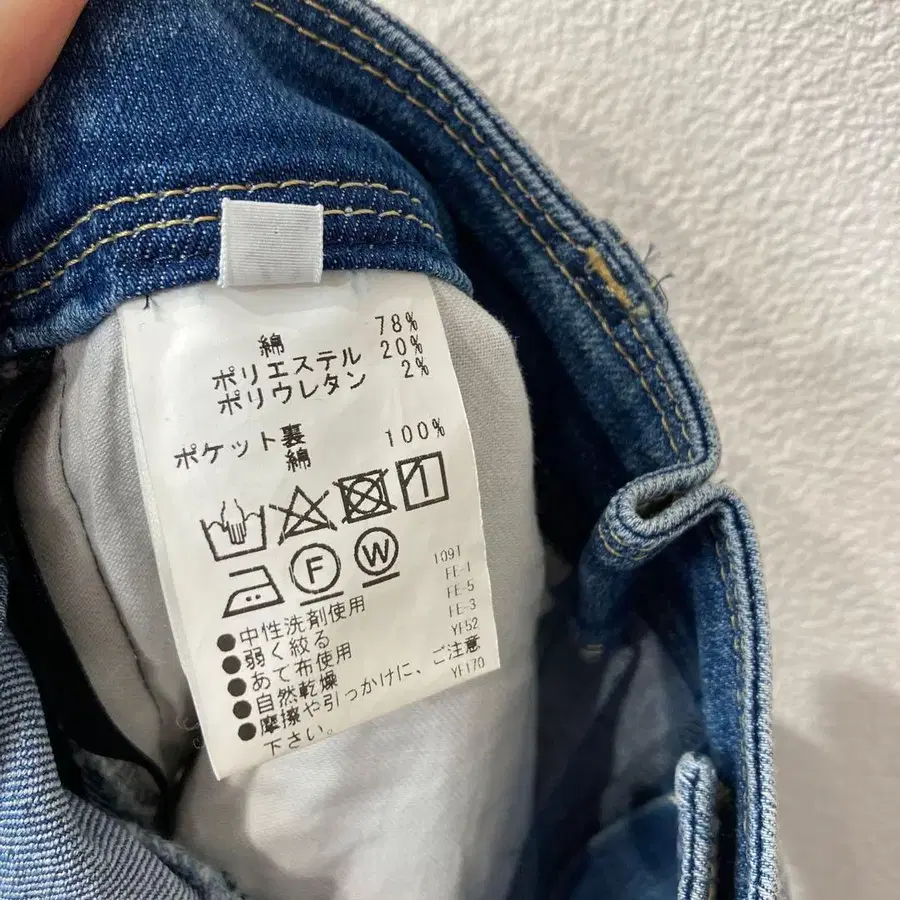 綿 78%
ポリエステル 20%
ポリウレタン 2%
ポケット裏
綿 100%
F W
●中性洗剤使用
●弱く絞る
●あて布使用
●自然乾燥
●摩擦や引っかけに、ご注意
下さい。
1091
FE-1
FE-5
FE-3
YF52
YF170